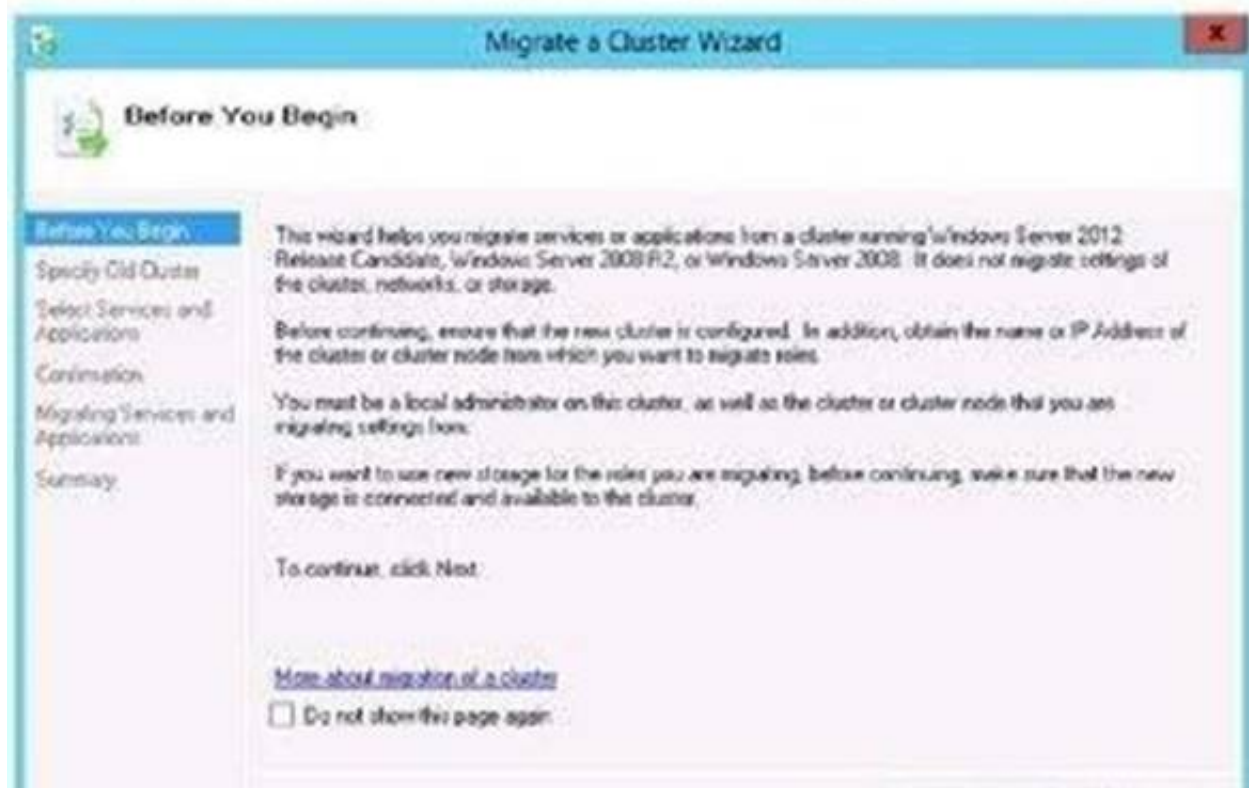 Migrate a Cluster Wizard
x
Before You Begin
Before You Begin
Specify Old Cluster
Select Services and
Applications
Confirmation
Migrating Services and
Applications
Summary
This wizard helps you migrate services or applications from a cluster running Windows Server 2012
Release Candidate, Windows Server 2008 R2, or Windows Server 2008. It does not migrate settings of
the cluster, networks, or storage.
Before continuing, ensure that the new cluster is configured. In addition, obtain the name or IP Address of
the cluster or cluster node from which you want to migrate roles.
You must be a local administrator on this cluster, as well as the cluster or cluster node that you are
migrating settings from.
If you want to use new storage for the roles you are migrating, before continuing, make sure that the new
storage is connected and available to the cluster.
To continue, click Next.
More about migration of a cluster
Do not show this page again